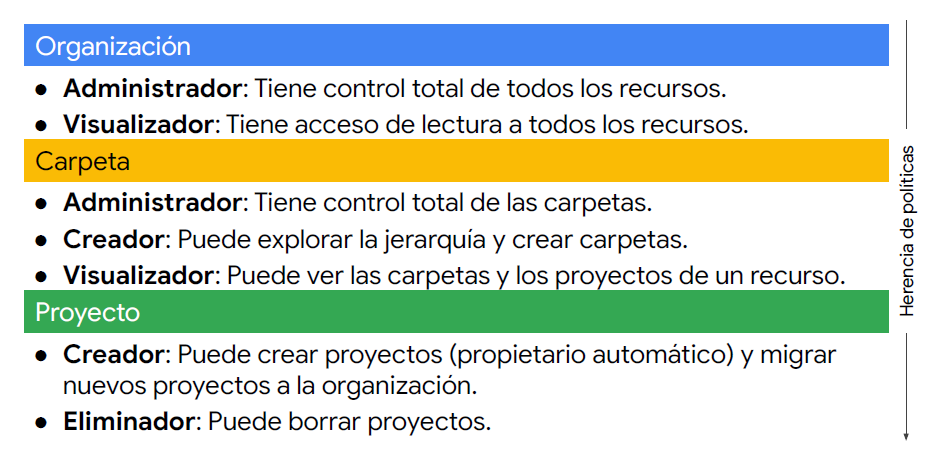 Organización
● Administrador: Tiene control total de todos los recursos.
● Visualizador: Tiene acceso de lectura a todos los recursos.
Carpeta
● Administrador: Tiene control total de las carpetas.
● Creador: Puede explorar la jerarquía y crear carpetas.
● Visualizador: Puede ver las carpetas y los proyectos de un recurso.
Proyecto
● Creador: Puede crear proyectos (propietario automático) y migrar
nuevos proyectos a la organización.
● Eliminador: Puede borrar proyectos.
Herencia de políticas